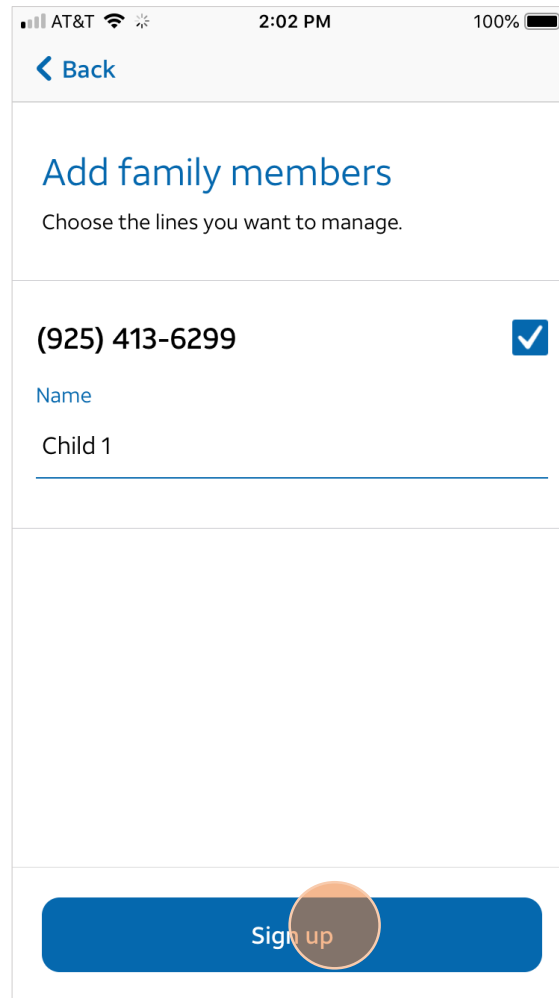 AT&T 2:02 PM 100%
Back
Add family members
Choose the lines you want to manage.
(925) 413-6299
Name
Child 1
Sign up